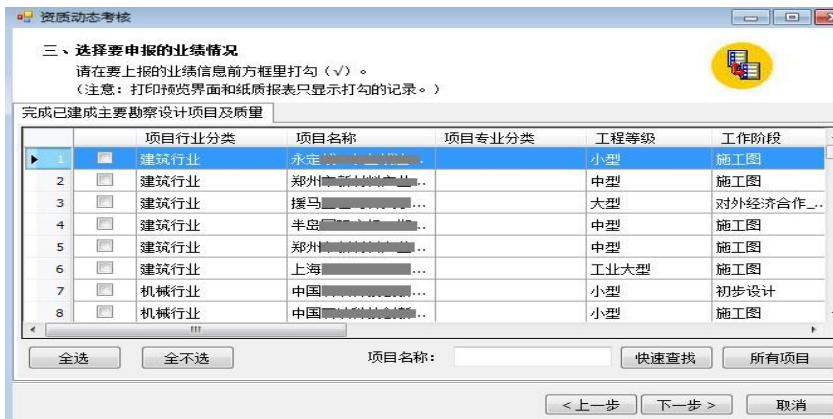 资质动态考核
三、选择要申报的业绩情况
请在要上报的业绩信息前方框里打勾(√)。
(注意：打印预览界面和纸质报表只显示打勾的记录。)
完成已建成主要勘察设计项目及质量
项目行业分类 项目名称 项目专业分类 工程等级 工作阶段
1 建筑行业 永定 . 小型 施工图
2 建筑行业 郑州 .. 中型 施工图
3 建筑行业 援马 ... 大型 对外经济合作_...
4 建筑行业 半岛 .. 中型 施工图
5 建筑行业 郑州 .. 中型 施工图
6 建筑行业 上海 ... 工业大型 施工图
7 机械行业 中国 ... 小型 初步设计
8 机械行业 中国 ... 小型 施工图
全选 全不选 项目名称： 快速查找 所有项目
<上一步 下一步> 取消